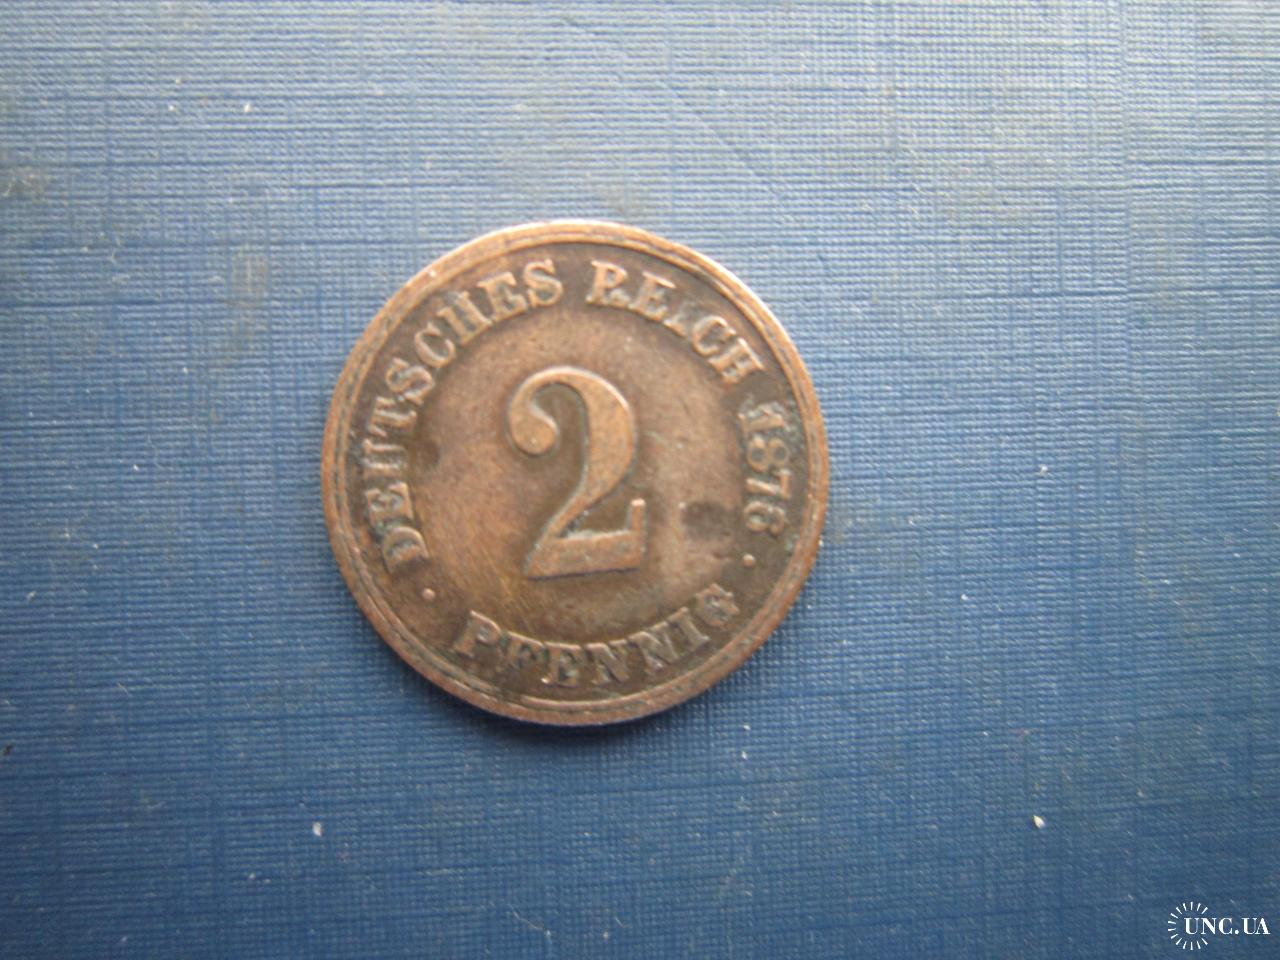 DEUTSCHES REICH 1876
2
· PFENNIG ·
UNC.UA